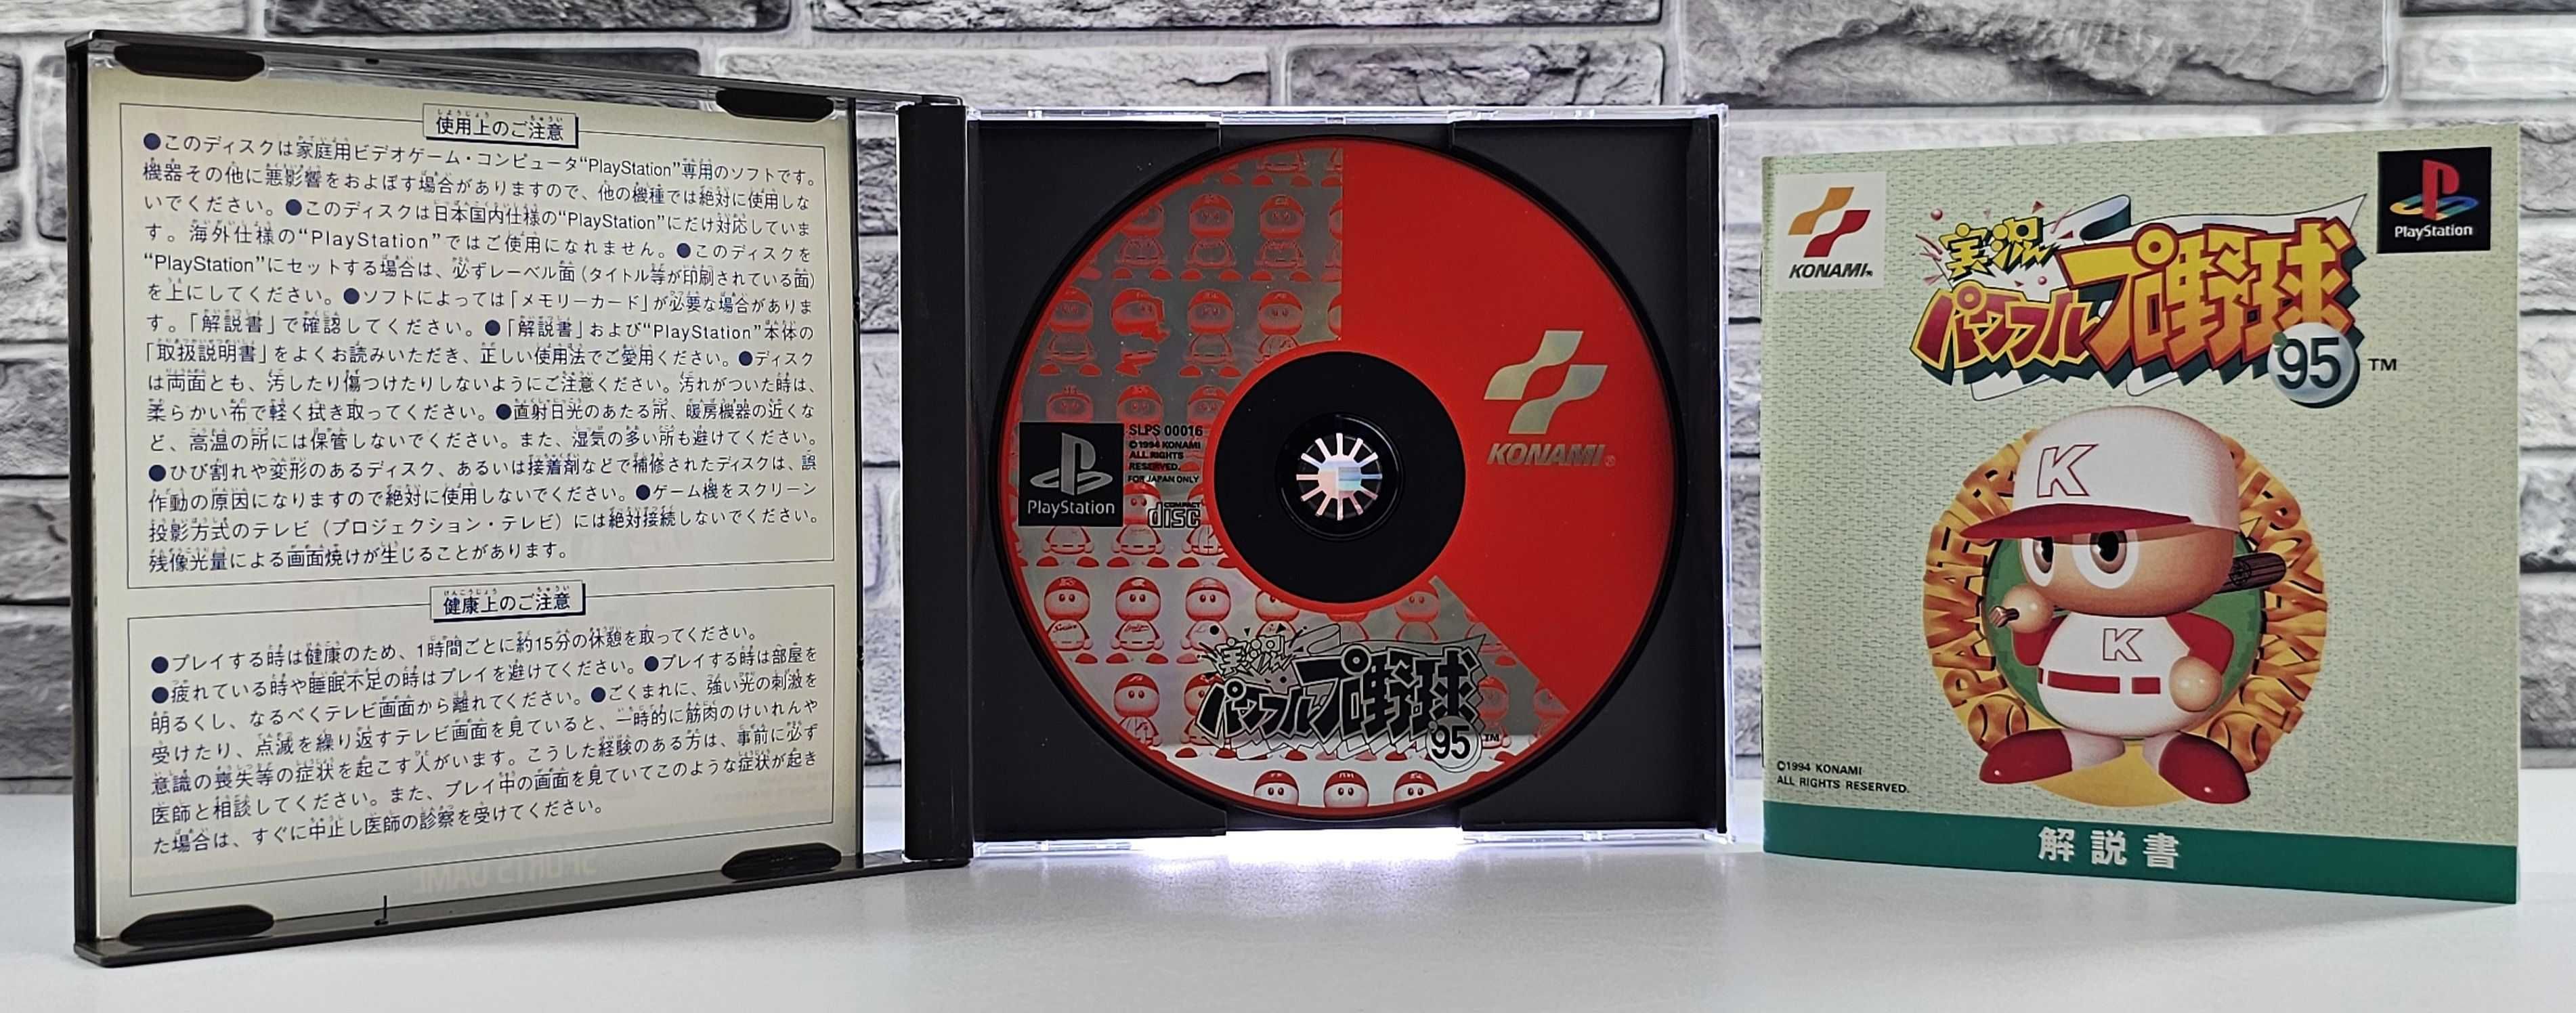 使用上のご注意
●このディスクは家庭用ビデオゲーム・コンピュータ“PlayStation”専用のソフトです。
機器その他に悪影響をおよぼす場合がありますので、他の機種では絶対に使用しな
いでください。●このディスクは日本国内仕様の“PlayStation”にだけ対応していま
す。海外仕様の“PlayStation”ではご使用になれません。●このディスクを
“PlayStation”にセットする場合は、必ずレーベル面（タイトル等が印刷されている面）
を上にしてください。●ソフトによっては「メモリーカード」が必要な場合がありま
す。「解説書」で確認してください。●「解説書」および“PlayStation”本体の
「取扱説明書」をよくお読みいただき、正しい使用法でご愛用ください。●ディスク
は両面とも、汚したり傷つけたりしないようにご注意ください。汚れがついた時は、
柔らかい布で軽く拭き取ってください。●直射日光のあたる所、暖房機器の近くな
ど、高温の所には保管しないでください。また、湿気の多い所も避けてください。
●ひび割れや変形のあるディスク、あるいは接着剤などで補修されたディスクは、誤
作動の原因になりますので絶対に使用しないでください。●ゲーム機をスクリーン
投影方式のテレビ（プロジェクション・テレビ）には絶対接続しないでください。
残像光量による画面焼けが生じることがあります。
健康上のご注意
●プレイする時は健康のため、1時間ごとに約15分の休憩を取ってください。
●疲れている時や睡眠不足の時はプレイを避けてください。●プレイする時は部屋を
明るくし、なるべくテレビ画面から離れてください。●ごくまれに、強い光の刺激を
受けたり、点滅を繰り返すテレビ画面を見ていると、一時的に筋肉のけいれんや
意識の喪失等の症状を起こす人がいます。こうした経験のある方は、事前に必ず
医師と相談してください。また、プレイ中の画面を見ていてこのような症状が起き
た場合は、すぐに中止し医師の診察を受けてください。
PlayStation
SLPS 00016
©1994 KONAMI
ALL RIGHTS
RESERVED.
FOR JAPAN ONLY
COMPACT
disc
KONAMI®
実況
パワフルプロ野球
'95™
KONAMI®
PlayStation
実況
パワフルプロ野球
'95™
K
K
©1994 KONAMI
ALL RIGHTS RESERVED.
解説書